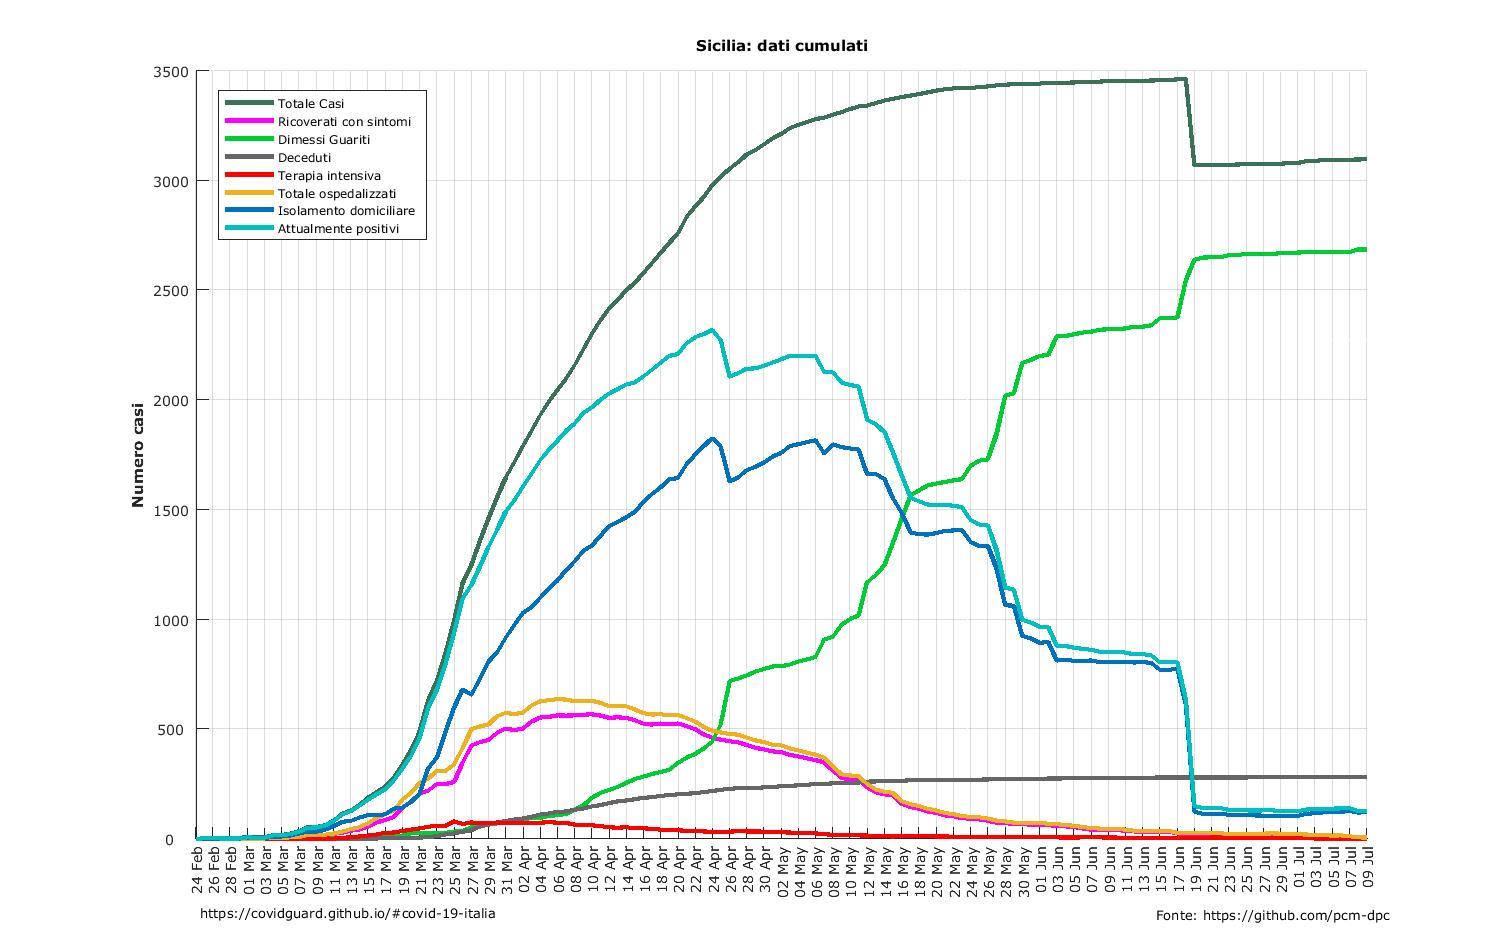 Sicilia: dati cumulati
Numero casi
3500
3000
2500
2000
1500
1000
500
0
Totale Casi
Ricoverati con sintomi
Dimessi Guariti
Deceduti
Terapia intensiva
Totale ospedalizzati
Isolamento domiciliare
Attualmente positivi
24 Feb
26 Feb
28 Feb
01 Mar
03 Mar
05 Mar
07 Mar
09 Mar
11 Mar
13 Mar
15 Mar
17 Mar
19 Mar
21 Mar
23 Mar
25 Mar
27 Mar
29 Mar
31 Mar
02 Apr
04 Apr
06 Apr
08 Apr
10 Apr
12 Apr
14 Apr
16 Apr
18 Apr
20 Apr
22 Apr
24 Apr
26 Apr
28 Apr
30 Apr
02 May
04 May
06 May
08 May
10 May
12 May
14 May
16 May
18 May
20 May
22 May
24 May
26 May
28 May
30 May
01 Jun
03 Jun
05 Jun
07 Jun
09 Jun
11 Jun
13 Jun
15 Jun
17 Jun
19 Jun
21 Jun
23 Jun
25 Jun
27 Jun
29 Jun
01 Jul
03 Jul
05 Jul
07 Jul
09 Jul
https://covidguard.github.io/#covid-19-italia
Fonte: https://github.com/pcm-dpc